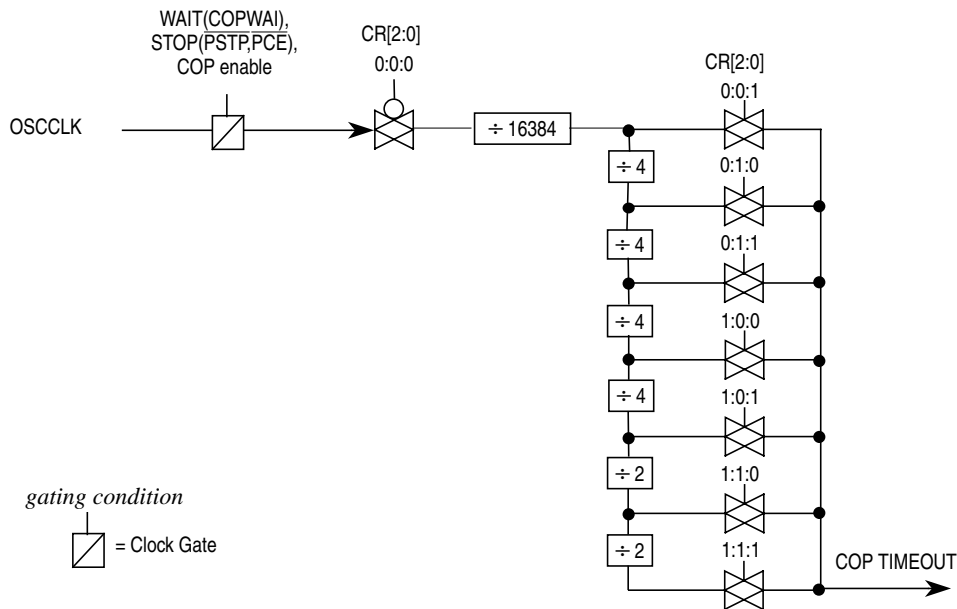 WAIT(COPWAI),
STOP(PSTP,PCE),
COP enable
CR[2:0]
0:0:0
CR[2:0]
0:0:1
OSCCLK
÷ 16384
÷ 4
0:1:0
÷ 4
0:1:1
÷ 4
1:0:0
÷ 4
1:0:1
÷ 2
1:1:0
÷ 2
1:1:1
COP TIMEOUT
gating condition
= Clock Gate